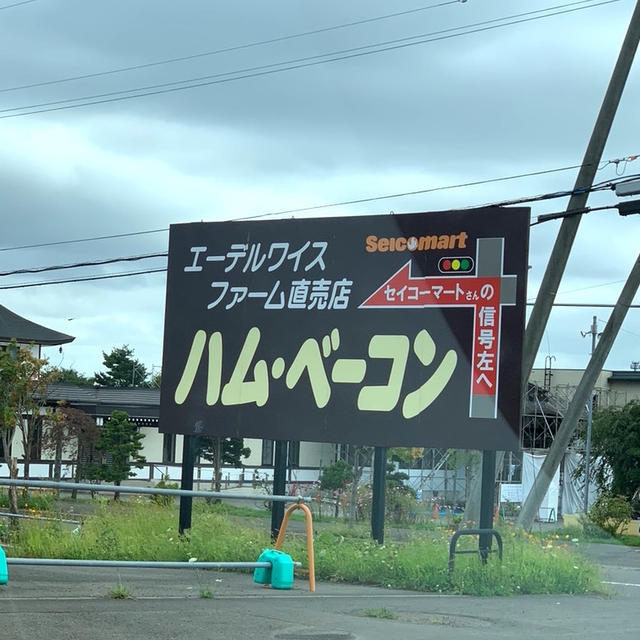 エーデルワイス
ファーム直売店
ハム・ベーコン
Seicomart
セイコーマートさんの
信号左へ